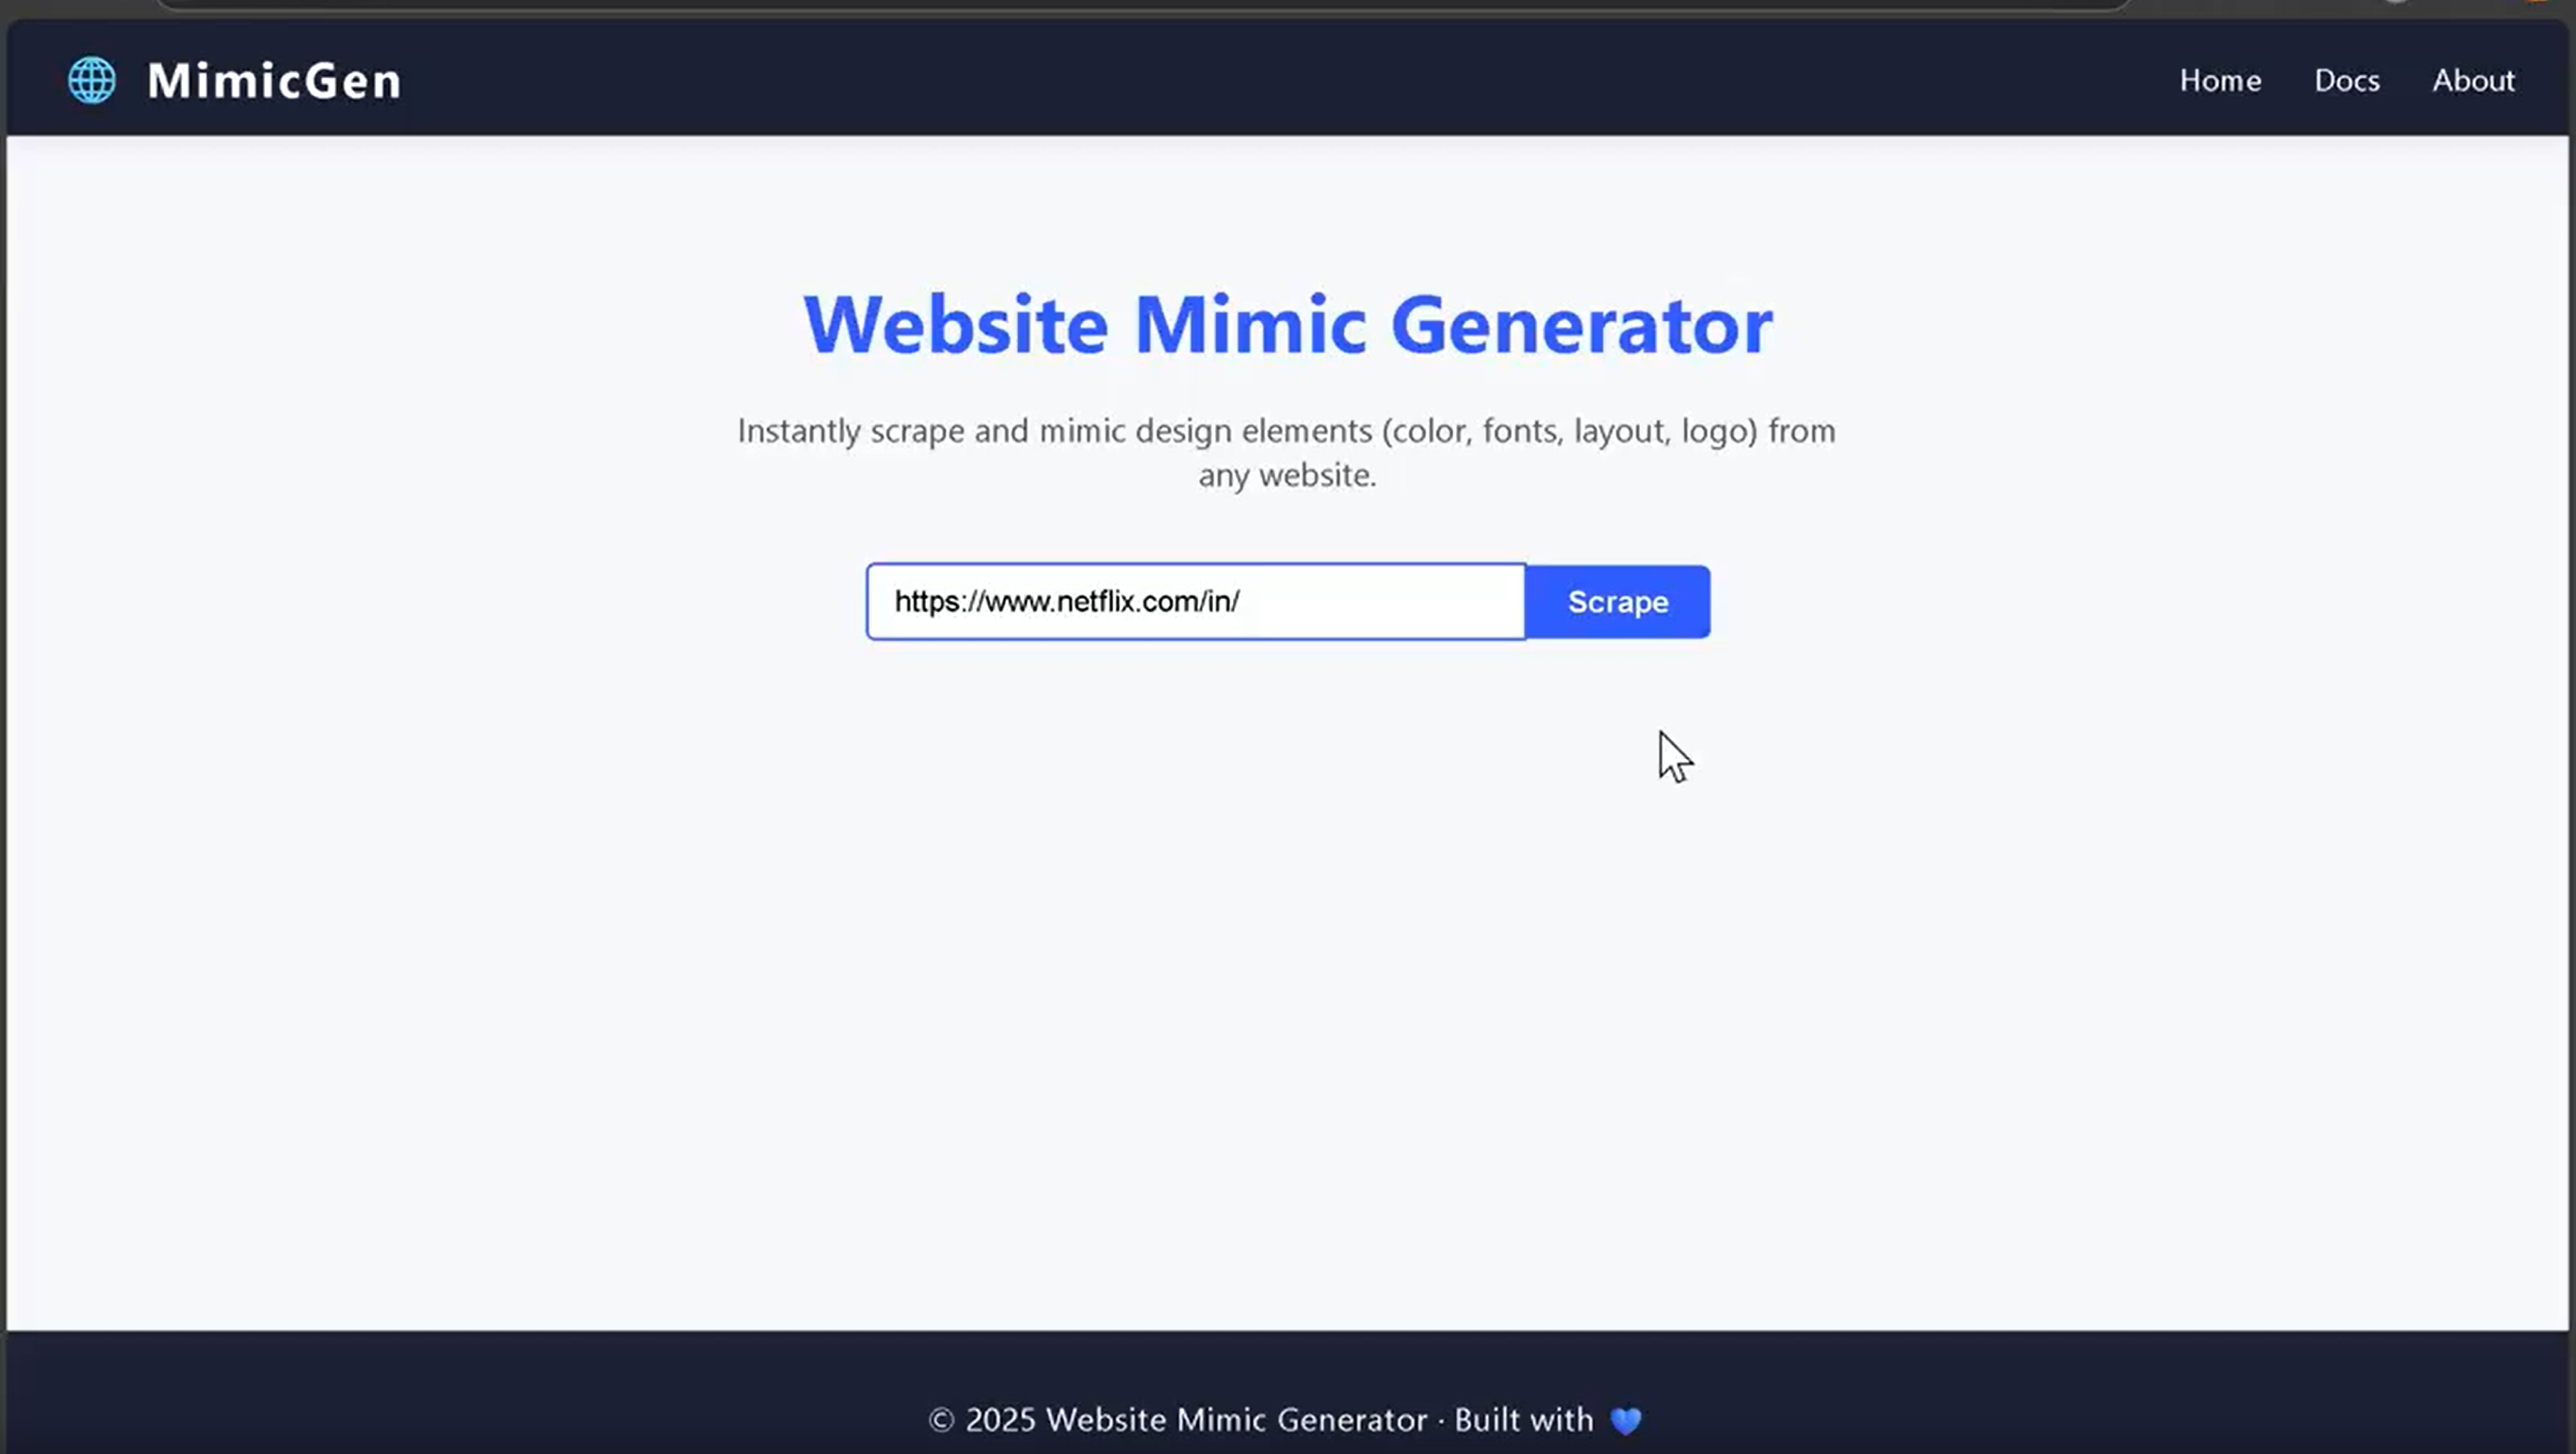 MimicGen
Home Docs About
Website Mimic Generator
Instantly scrape and mimic design elements (color, fonts, layout, logo) from
any website.
https://www.netflix.com/in/ Scrape
© 2025 Website Mimic Generator · Built with 💙